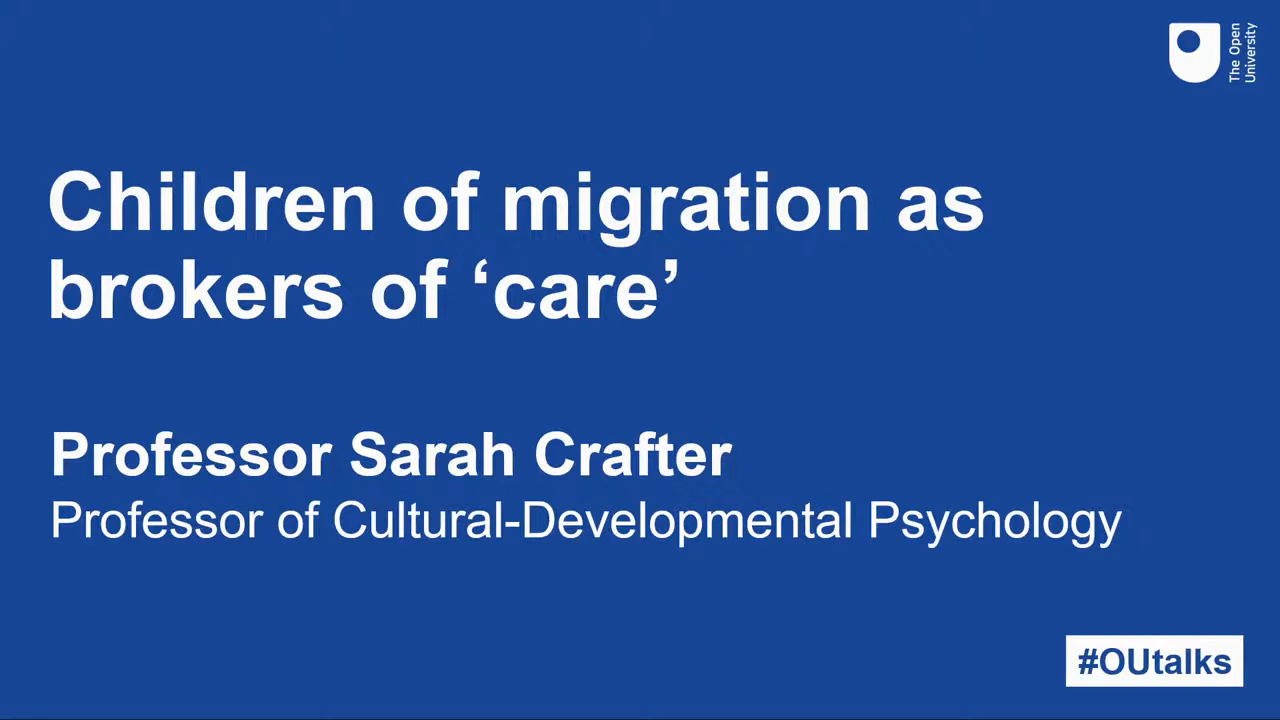 The Open
University
Children of migration as
brokers of ‘care’
Professor Sarah Crafter
Professor of Cultural-Developmental Psychology
#OUtalks